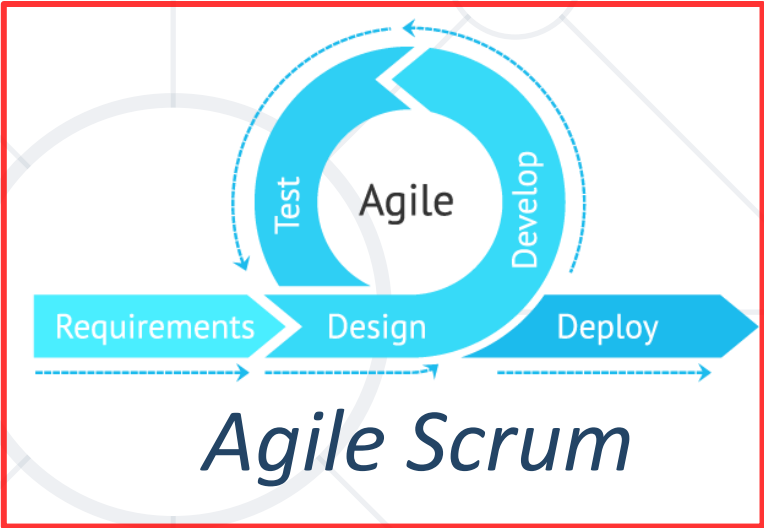 Agile
Test
Develop
Requirements
Design
Deploy
Agile Scrum